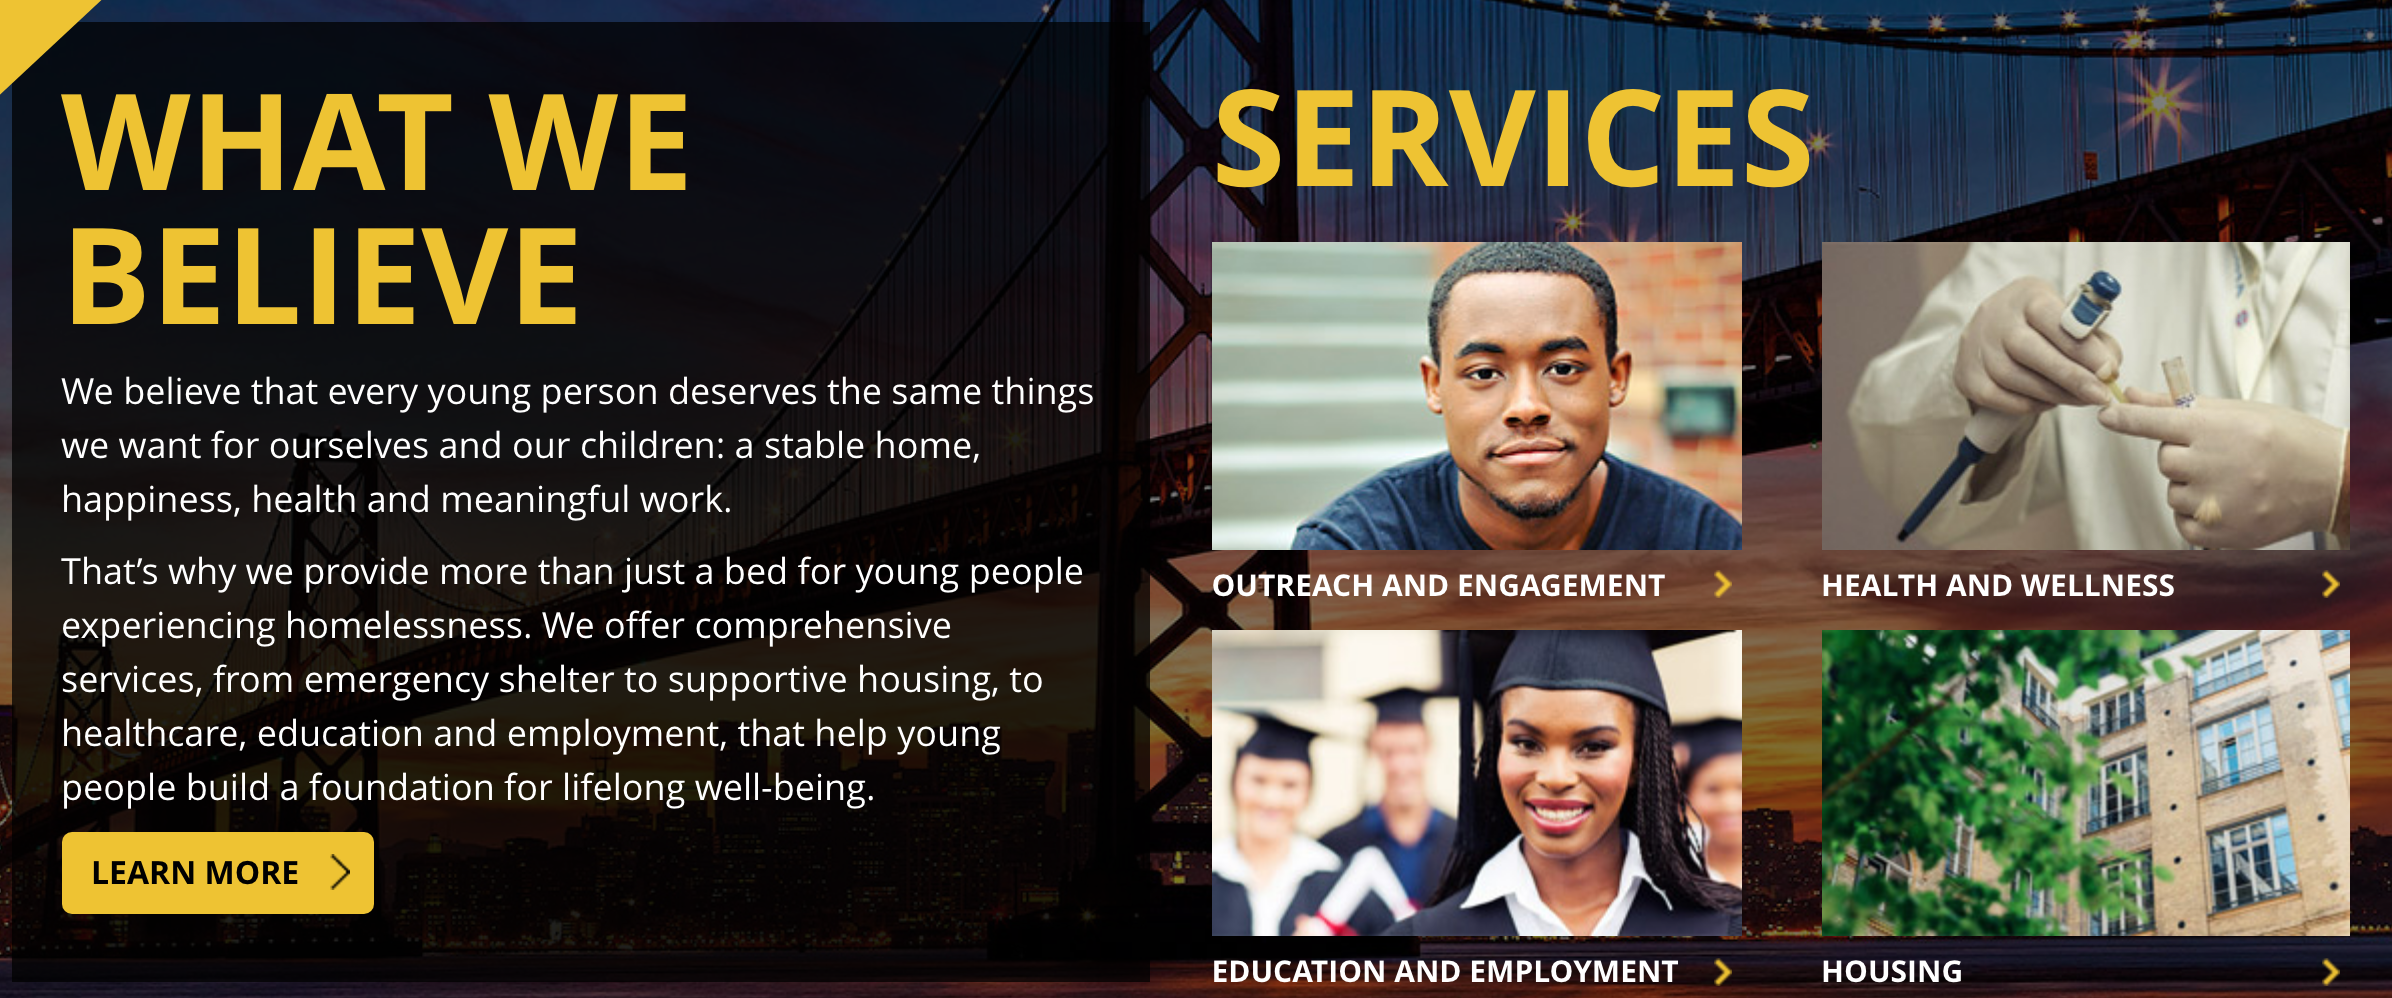 WHAT WE
BELIEVE
We believe that every young person deserves the same things
we want for ourselves and our children: a stable home,
happiness, health and meaningful work.
That’s why we provide more than just a bed for young people
experiencing homelessness. We offer comprehensive
services, from emergency shelter to supportive housing, to
healthcare, education and employment, that help young
people build a foundation for lifelong well-being.
LEARN MORE
SERVICES
OUTREACH AND ENGAGEMENT
HEALTH AND WELLNESS
EDUCATION AND EMPLOYMENT
HOUSING